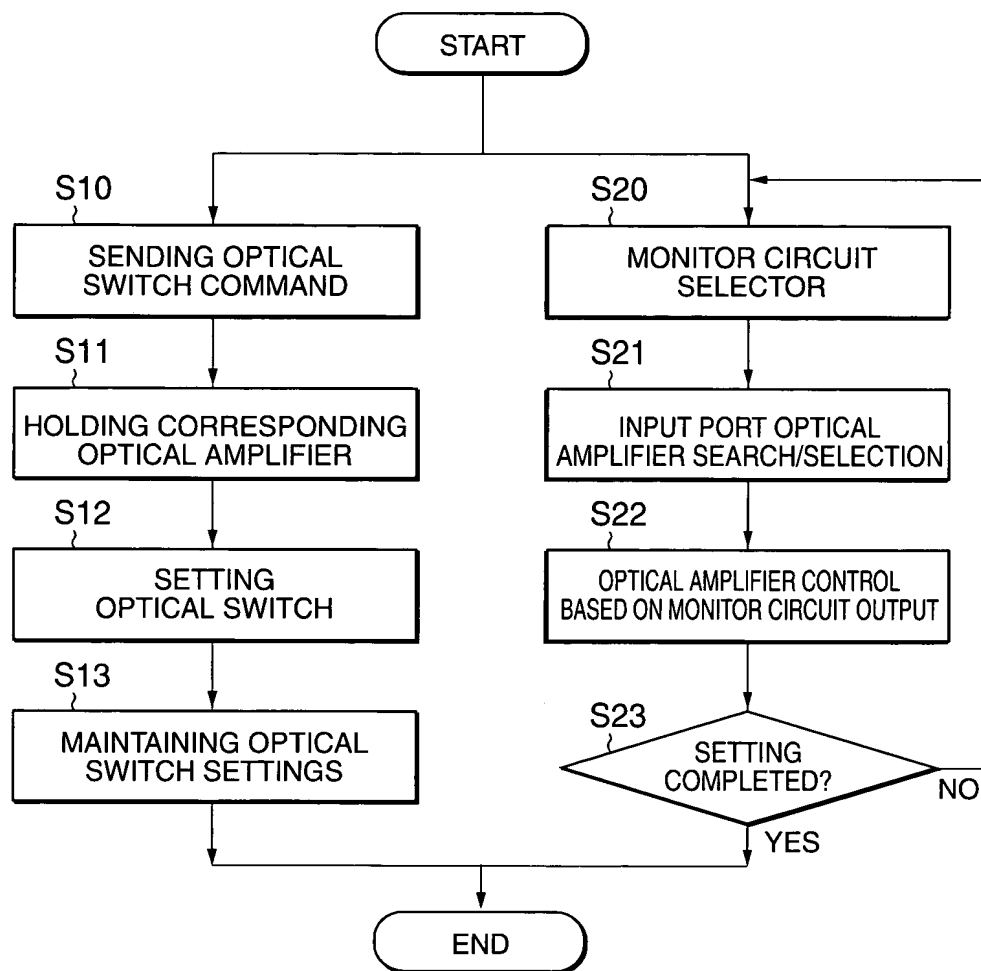 START
S10
SENDING OPTICAL
SWITCH COMMAND
S11
HOLDING CORRESPONDING
OPTICAL AMPLIFIER
S12
SETTING
OPTICAL SWITCH
S13
MAINTAINING OPTICAL
SWITCH SETTINGS
S20
MONITOR CIRCUIT
SELECTOR
S21
INPUT PORT OPTICAL
AMPLIFIER SEARCH/SELECTION
S22
OPTICAL AMPLIFIER CONTROL
BASED ON MONITOR CIRCUIT OUTPUT
S23
SETTING
COMPLETED?
NO
YES
END